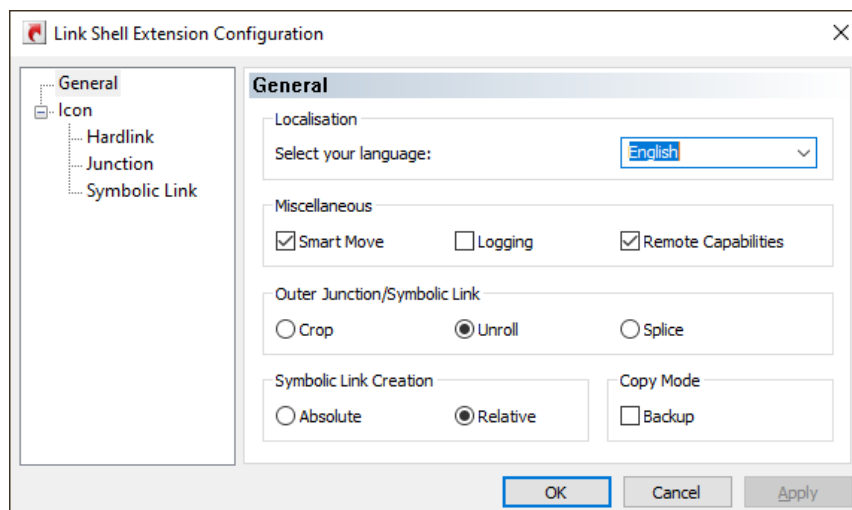 Link Shell Extension Configuration
General
Icon
Hardlink
Junction
Symbolic Link
General
Localisation
Select your language: English
Miscellaneous
Smart Move Logging Remote Capabilities
Outer Junction/Symbolic Link
Crop Unroll Splice
Symbolic Link Creation
Absolute Relative
Copy Mode
Backup
OK Cancel Apply